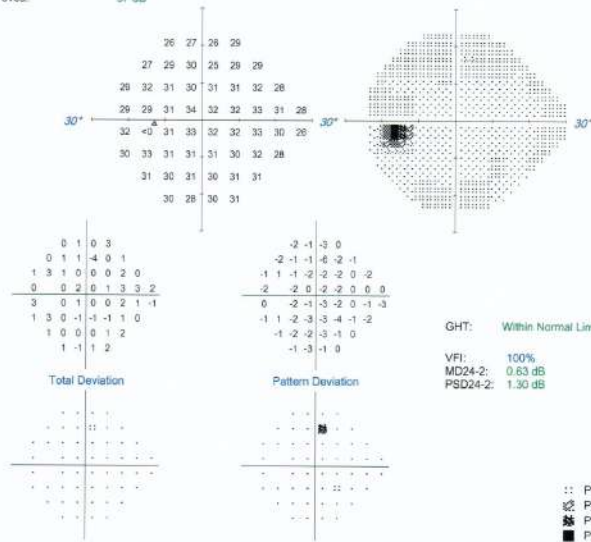 26 27 28 29
27 29 30 25 29 29
29 32 31 30 31 31 32 28
29 29 31 34 32 32 33 31 28
30° 30° 30°
32 <0 31 33 32 32 33 30 26
30 33 31 31 31 30 32 28
31 30 31 30 31 31
30 28 30 31
0 1 0 3 -2 -1 -3 0
0 1 1 -4 0 1 -2 -1 -1 -6 -2 -1
1 3 1 0 0 0 2 0 -1 1 -1 -2 -2 -2 0 -2
0 0 2 0 1 3 3 2 -2 -2 0 -2 -2 0 0 0
3 0 1 0 0 2 1 -1 0 -2 -1 -2 -3 -2 0 -1 -3
1 3 0 -1 -1 -1 1 0 -1 1 -2 -3 -3 -4 -1 -2
1 0 0 0 1 2 -1 -2 -2 -3 -1 0
1 -1 1 2 -1 -3 -1 0
GHT: Within Normal
VFI: 100%
MD24-2: 0.63 dB
PSD24-2: 1.30 dB
Total Deviation Pattern Deviation
P
P
P
P